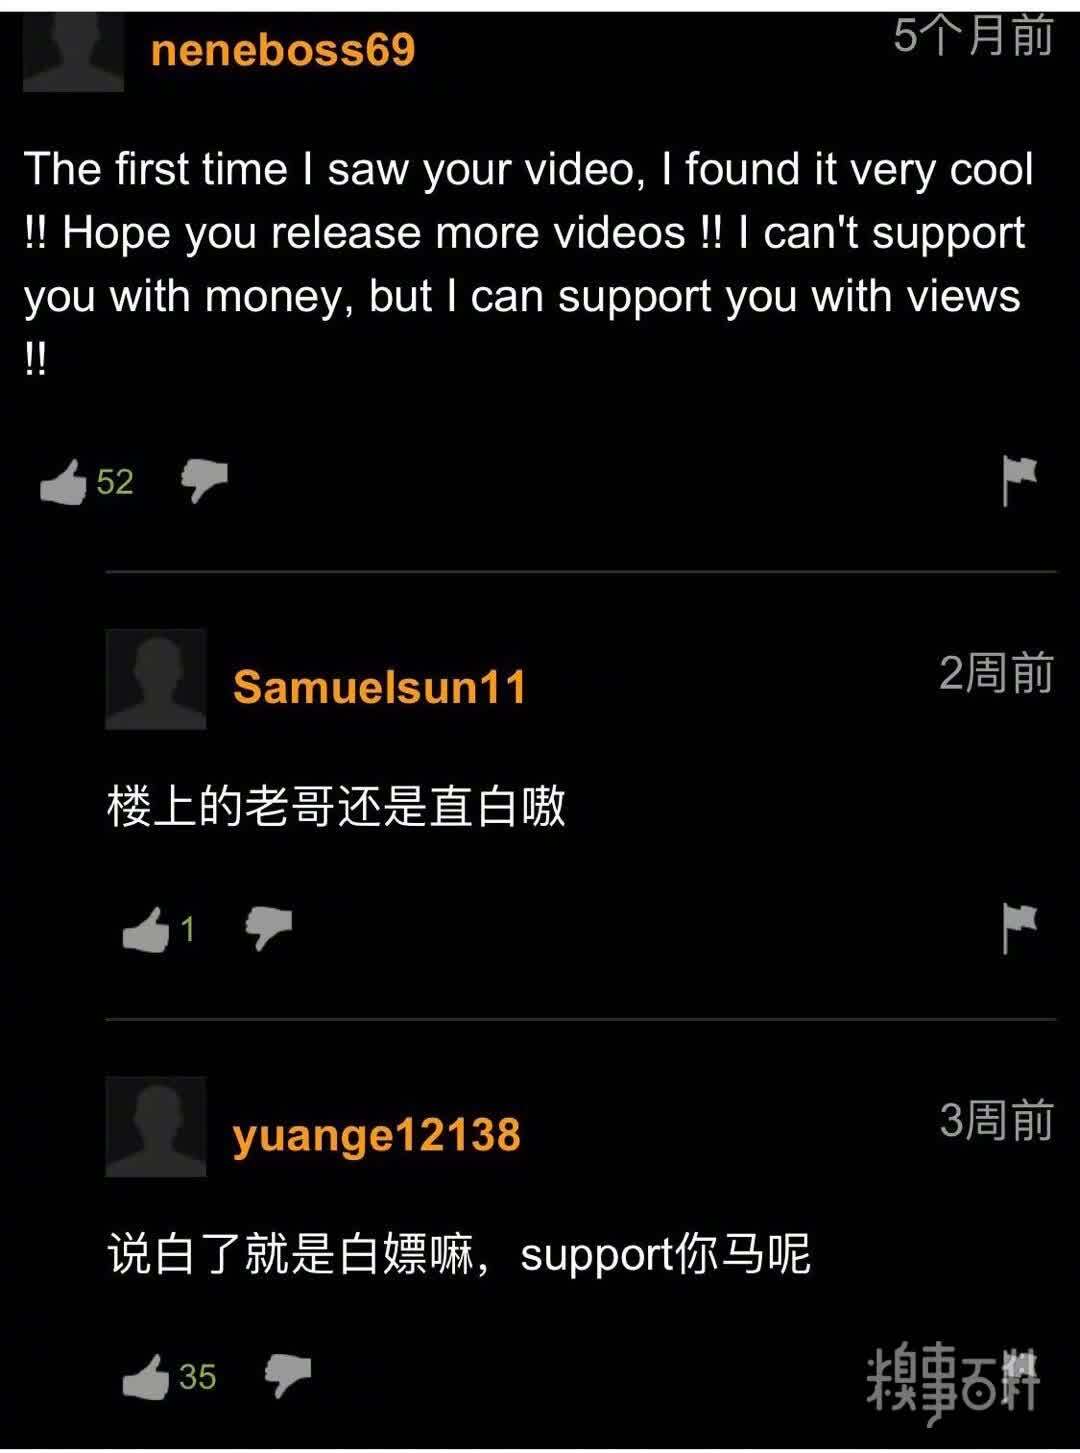 neneboss69
5个月前
The first time I saw your video, I found it very cool
!! Hope you release more videos !! I can't support
you with money, but I can support you with views
!!
52
Samuelsun11
2周前
楼上的老哥还是直白嗷
1
yuange12138
3周前
说白了就是白嫖嘛，support你马呢
35
糗事百科